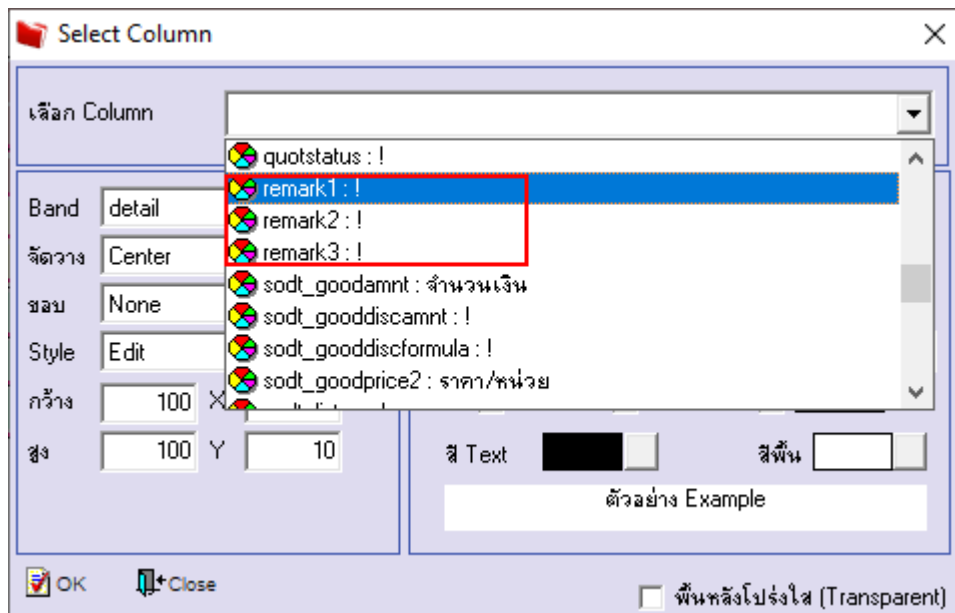 Select Column
เลือก Column
quotstatus : !
remark1 : !
remark2 : !
remark3 : !
sodt_goodamnt : จำนวนเงิน
sodt_gooddiscamnt : !
sodt_gooddiscformula : !
sodt_goodprice2 : ราคา/หน่วย
Band detail
จัดวาง Center
ขอบ None
Style Edit
กว้าง 100 X
สูง 100 Y 10
สี Text สีพื้น
ตัวอย่าง Example
OK Close
พื้นหลังโปร่งใส (Transparent)